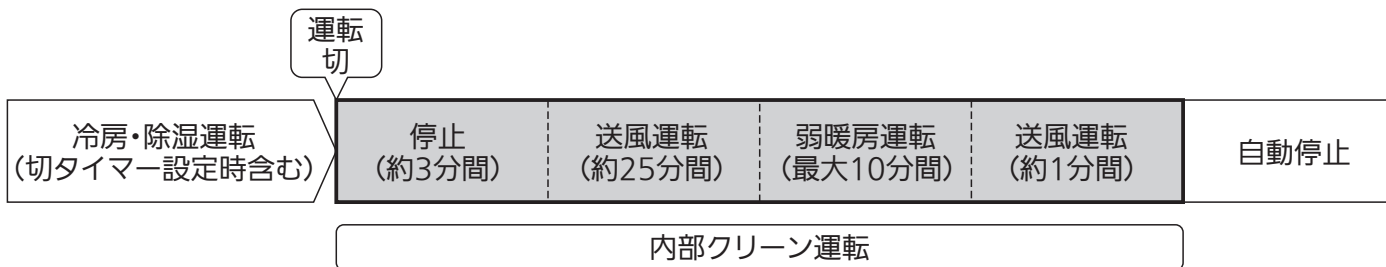 運転
切
冷房・除湿運転
(切タイマー設定時含む)
停止
(約3分間)
送風運転
(約25分間)
弱暖房運転
(最大10分間)
送風運転
(約1分間)
自動停止
内部クリーン運転